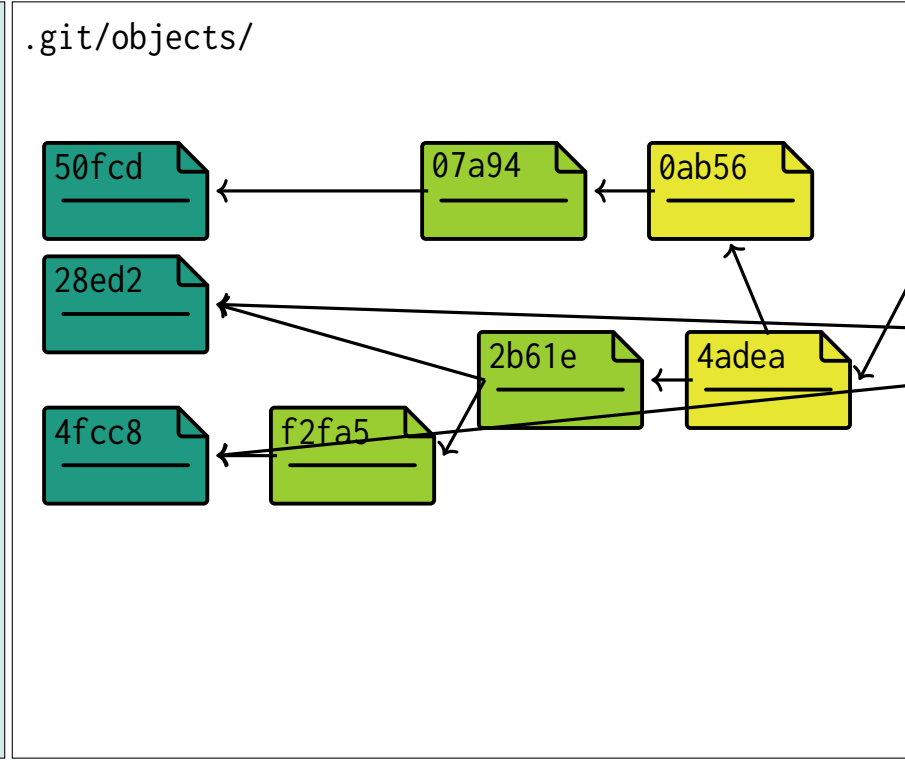 .git/objects/
50fcd
07a94
0ab56
28ed2
2b61e
4adea
4fcc8
f2fa5